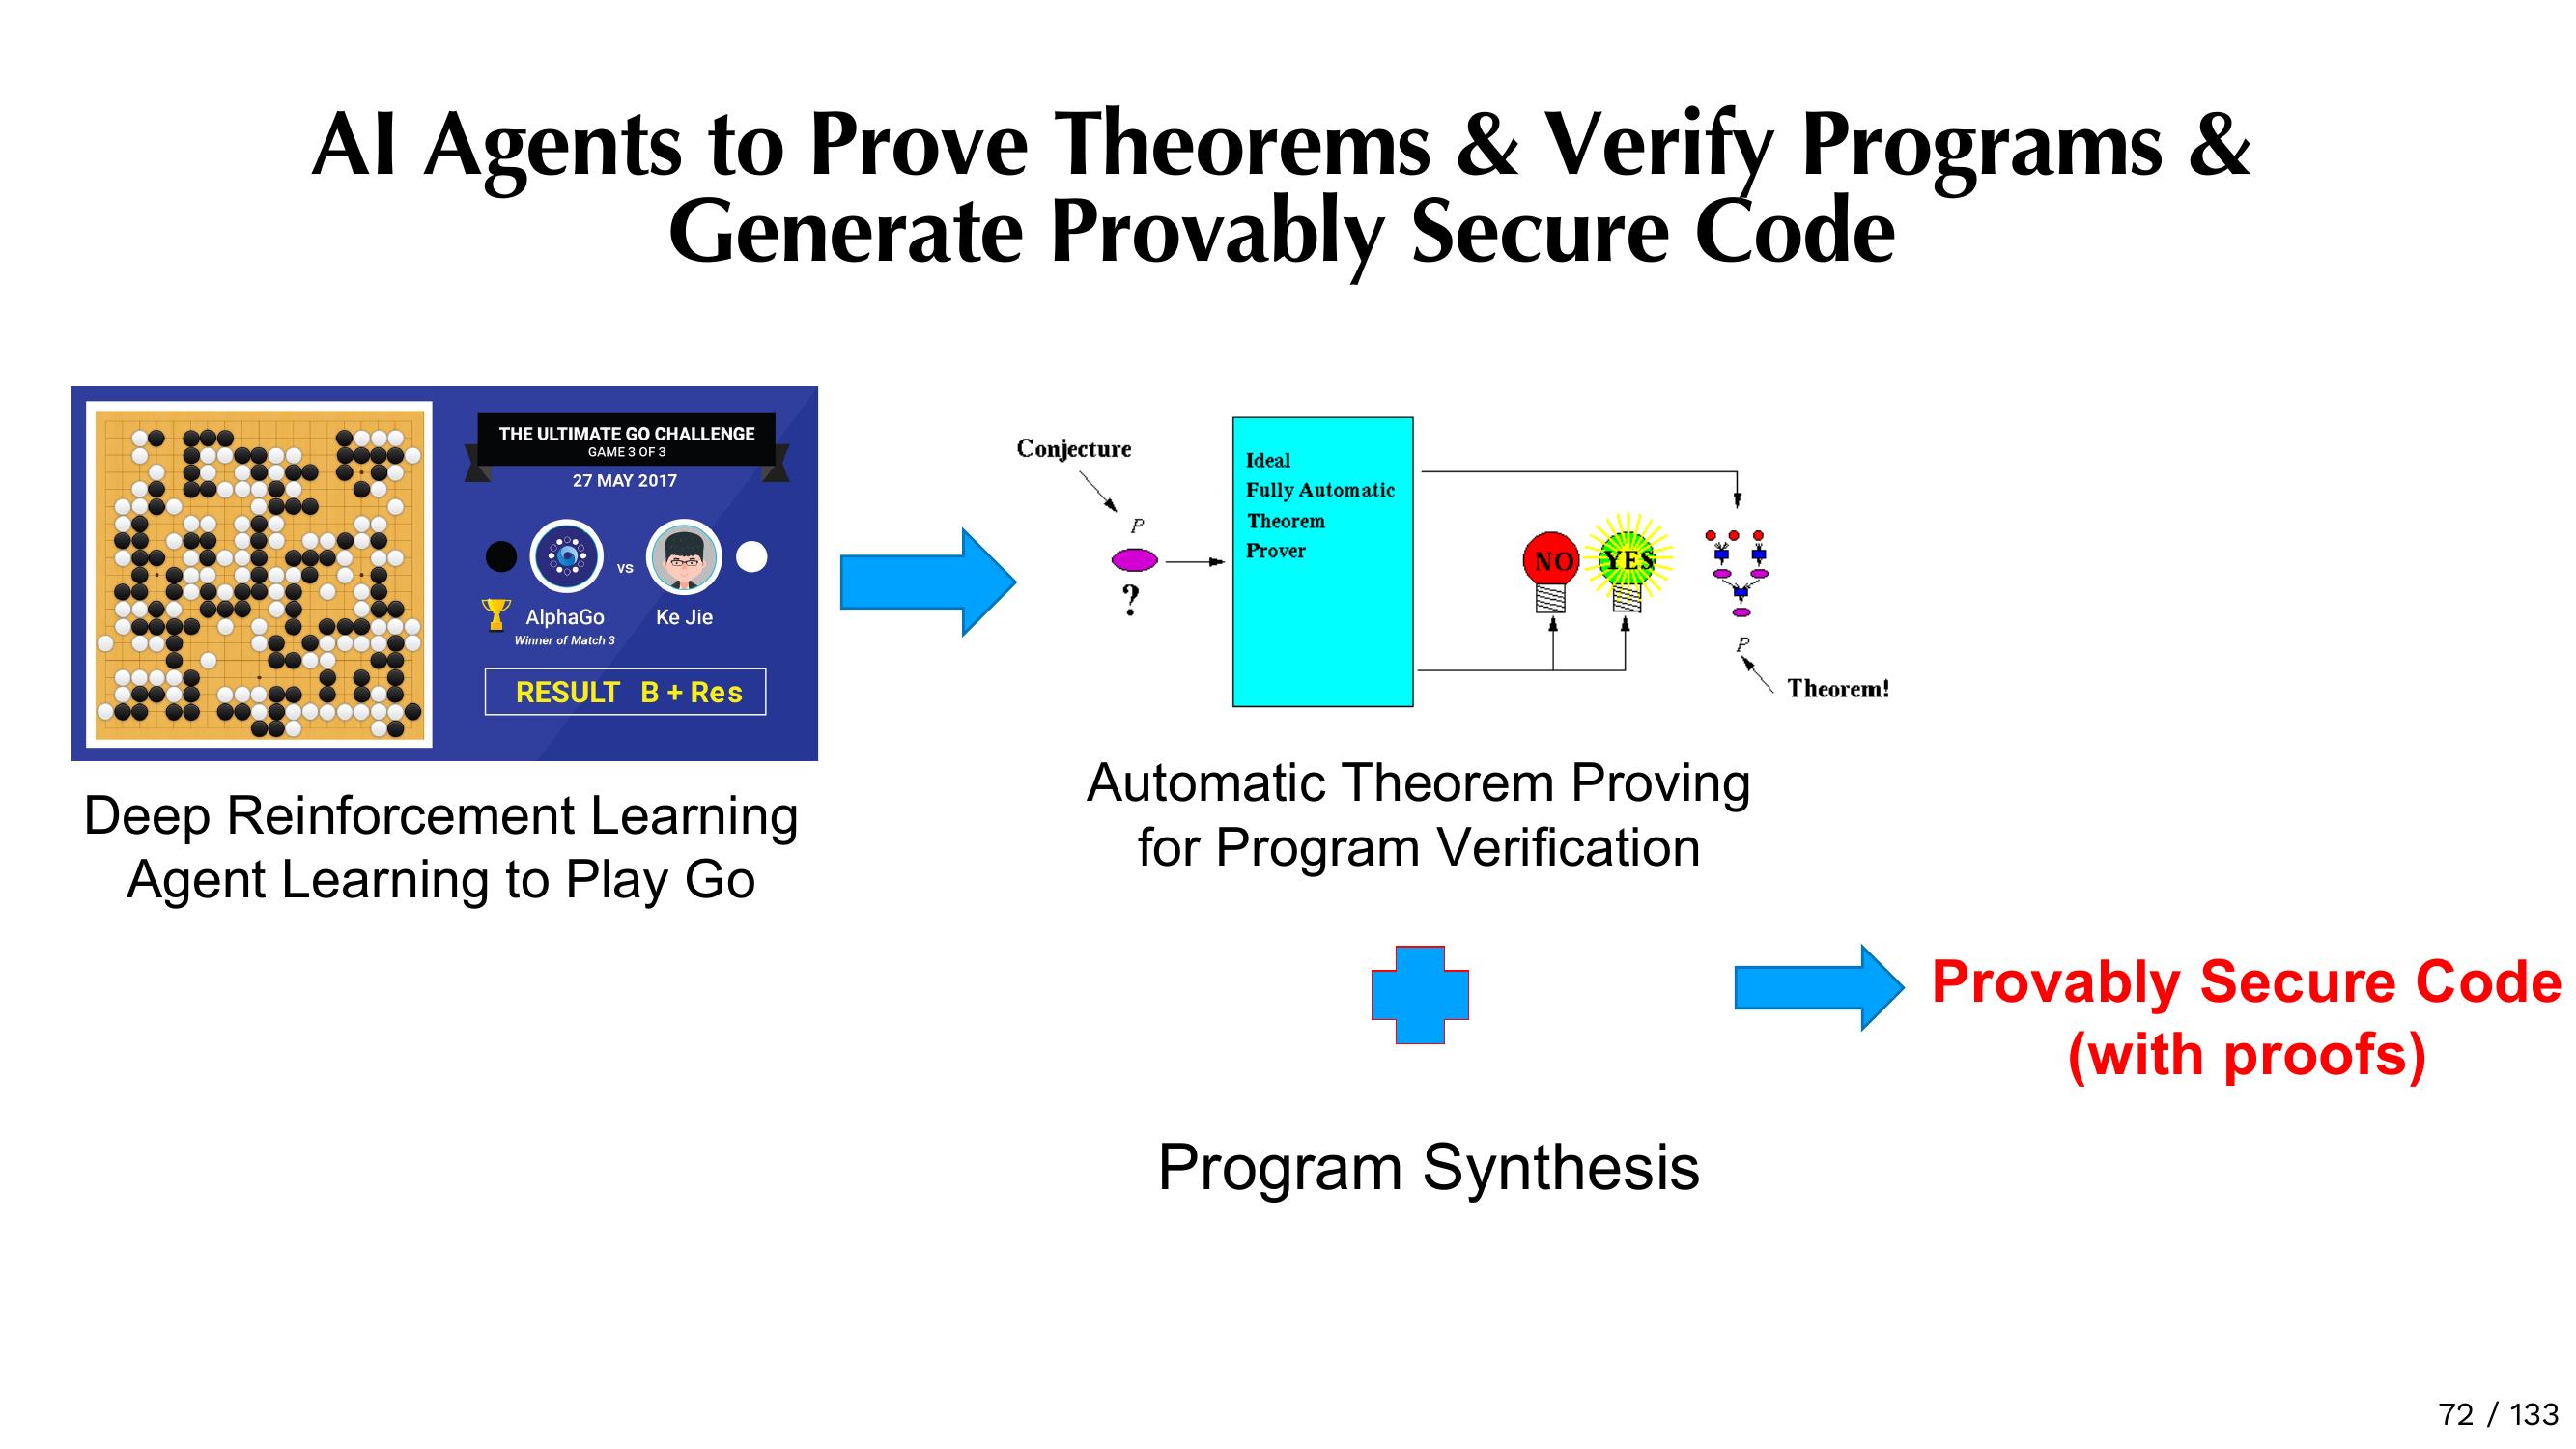 AI Agents to Prove Theorems & Verify Programs &
Generate Provably Secure Code
THE ULTIMATE GO CHALLENGE
GAME 3 OF 3
27 MAY 2017
vs
AlphaGo
Ke Jie
Winner of Match 3
RESULT B + Res
Deep Reinforcement Learning
Agent Learning to Play Go
Conjecture
P
?
Ideal
Fully Automatic
Theorem
Prover
NO
YES
P
Theorem!
Automatic Theorem Proving
for Program Verification
Program Synthesis
Provably Secure Code
(with proofs)
72 / 133